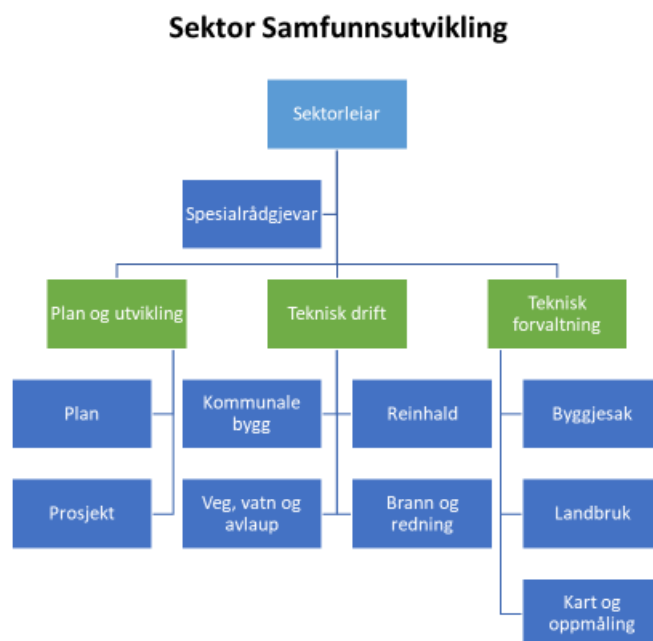 Sektor Samfunnsutvikling
Sektorleiar
Spesialrådgjevar
Plan og utvikling
Teknisk drift
Teknisk
forvaltning
Plan
Kommunale
bygg
Reinhald
Byggjesak
Prosjekt
Veg, vatn og
avlaup
Brann og
redning
Landbruk
Kart og
oppmåling